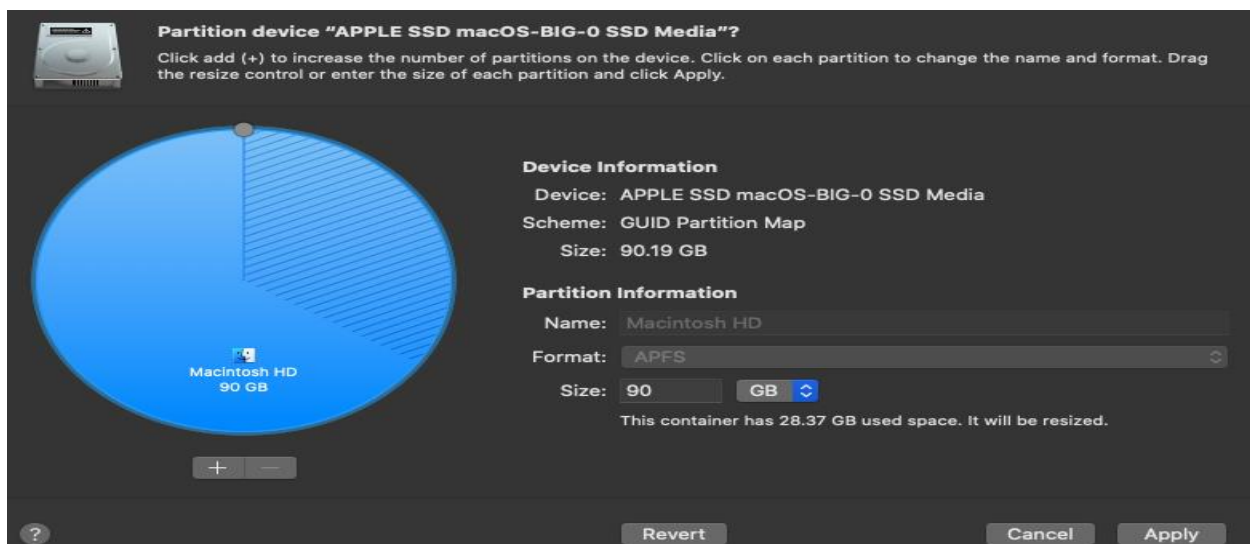 Partition device “APPLE SSD macOS-BIG-0 SSD Media”?
Click add (+) to increase the number of partitions on the device. Click on each partition to change the name and format. Drag
the resize control or enter the size of each partition and click Apply.
Macintosh HD
90 GB
+ −
Device Information
Device: APPLE SSD macOS-BIG-0 SSD Media
Scheme: GUID Partition Map
Size: 90.19 GB
Partition Information
Name: Macintosh HD
Format: APFS
Size: 90 GB
This container has 28.37 GB used space. It will be resized.
? Revert Cancel Apply